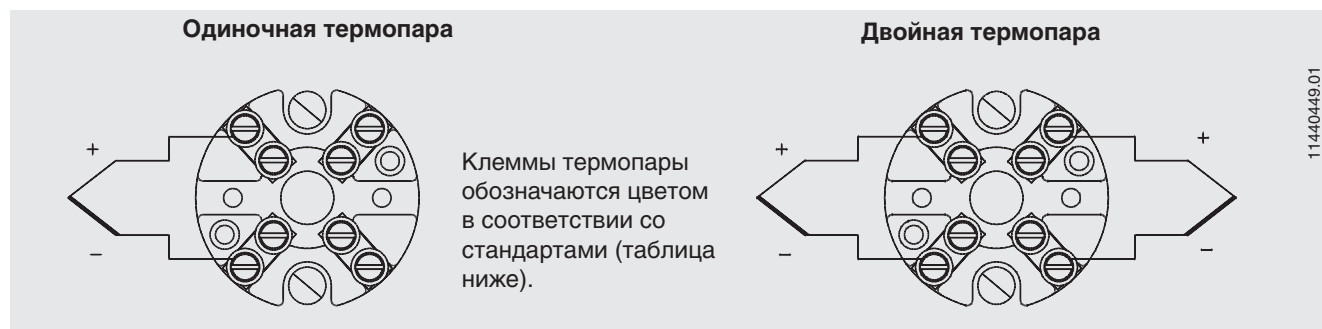 Одиночная термопара
Двойная термопара
Клеммы термопары
обозначаются цветом
в соответствии со
стандартами (таблица
ниже).
+
−
+
−
+
−
11440449.01